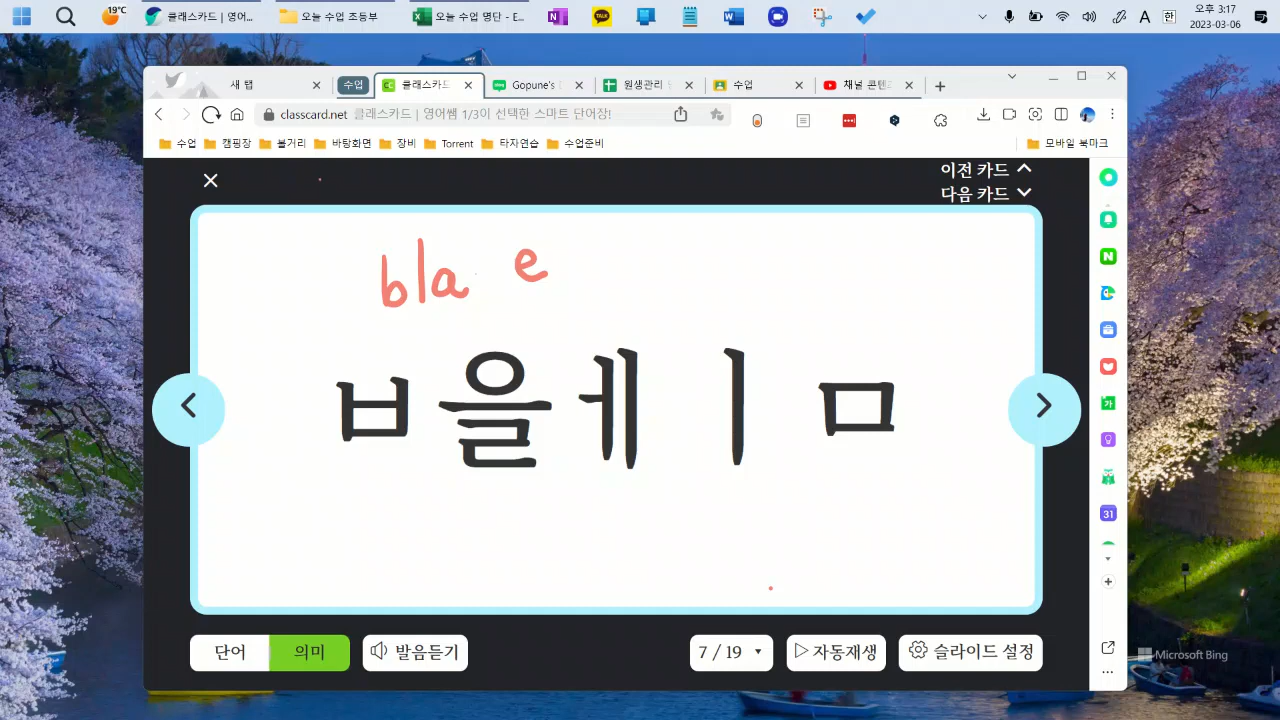 19°C
클래스카드 | 영어...
오늘 수업 조등부
오늘 수업 명단 - E...
TALK
오후 3:17
2023-03-06
A
한
새 탭
수업
클래스카드
Gopune's
원생관리
수업
채널 콘텐
classcard.net 클래스카드 | 영어쌤 1/3이 선택한 스마트 단어장!
수업
캠핑장
볼거리
바탕화면
장비
Torrent
타자연습
수업준비
모바일 북마크
이전 카드
다음 카드
bla e
ㅂ을ㅔㅣㅁ
단어
의미
발음듣기
7 / 19
자동재생
슬라이드 설정
N
가
31
Microsoft Bing